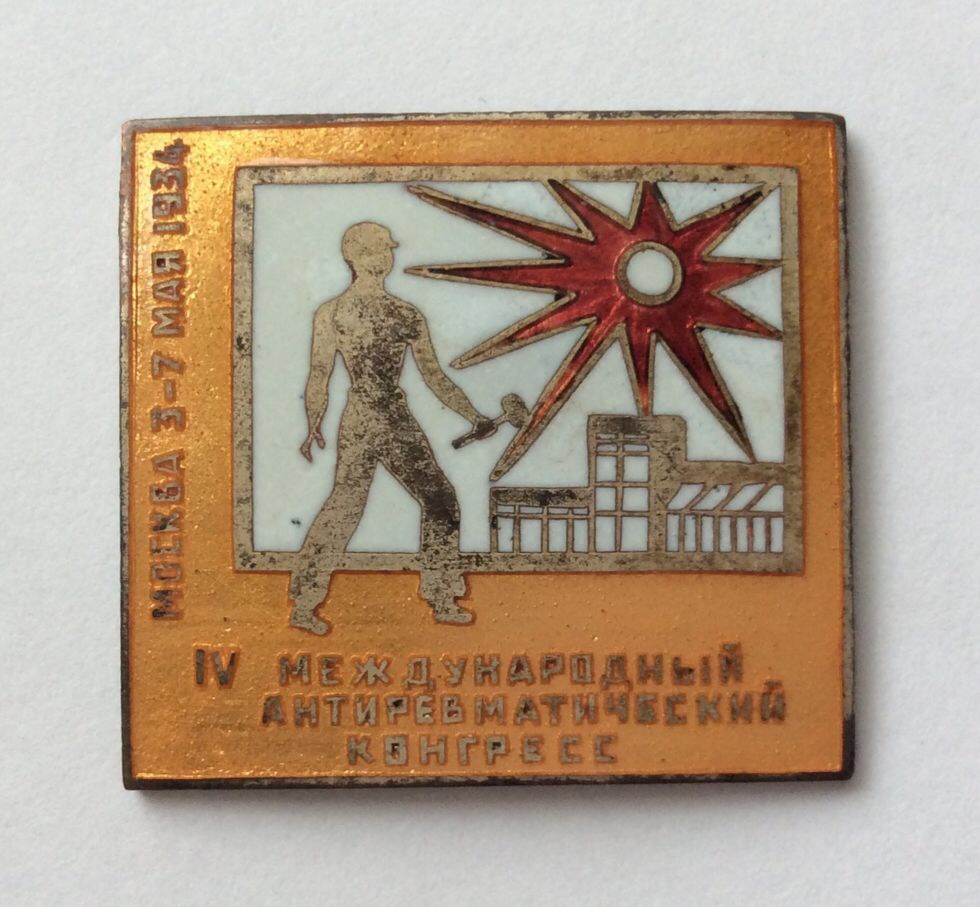 МОСКВА 3-7 МАЯ 1934
IV МЕЖДУНАРОДНЫЙ
АНТИРЕВМАТИЧЕСКИЙ
КОНГРЕСС